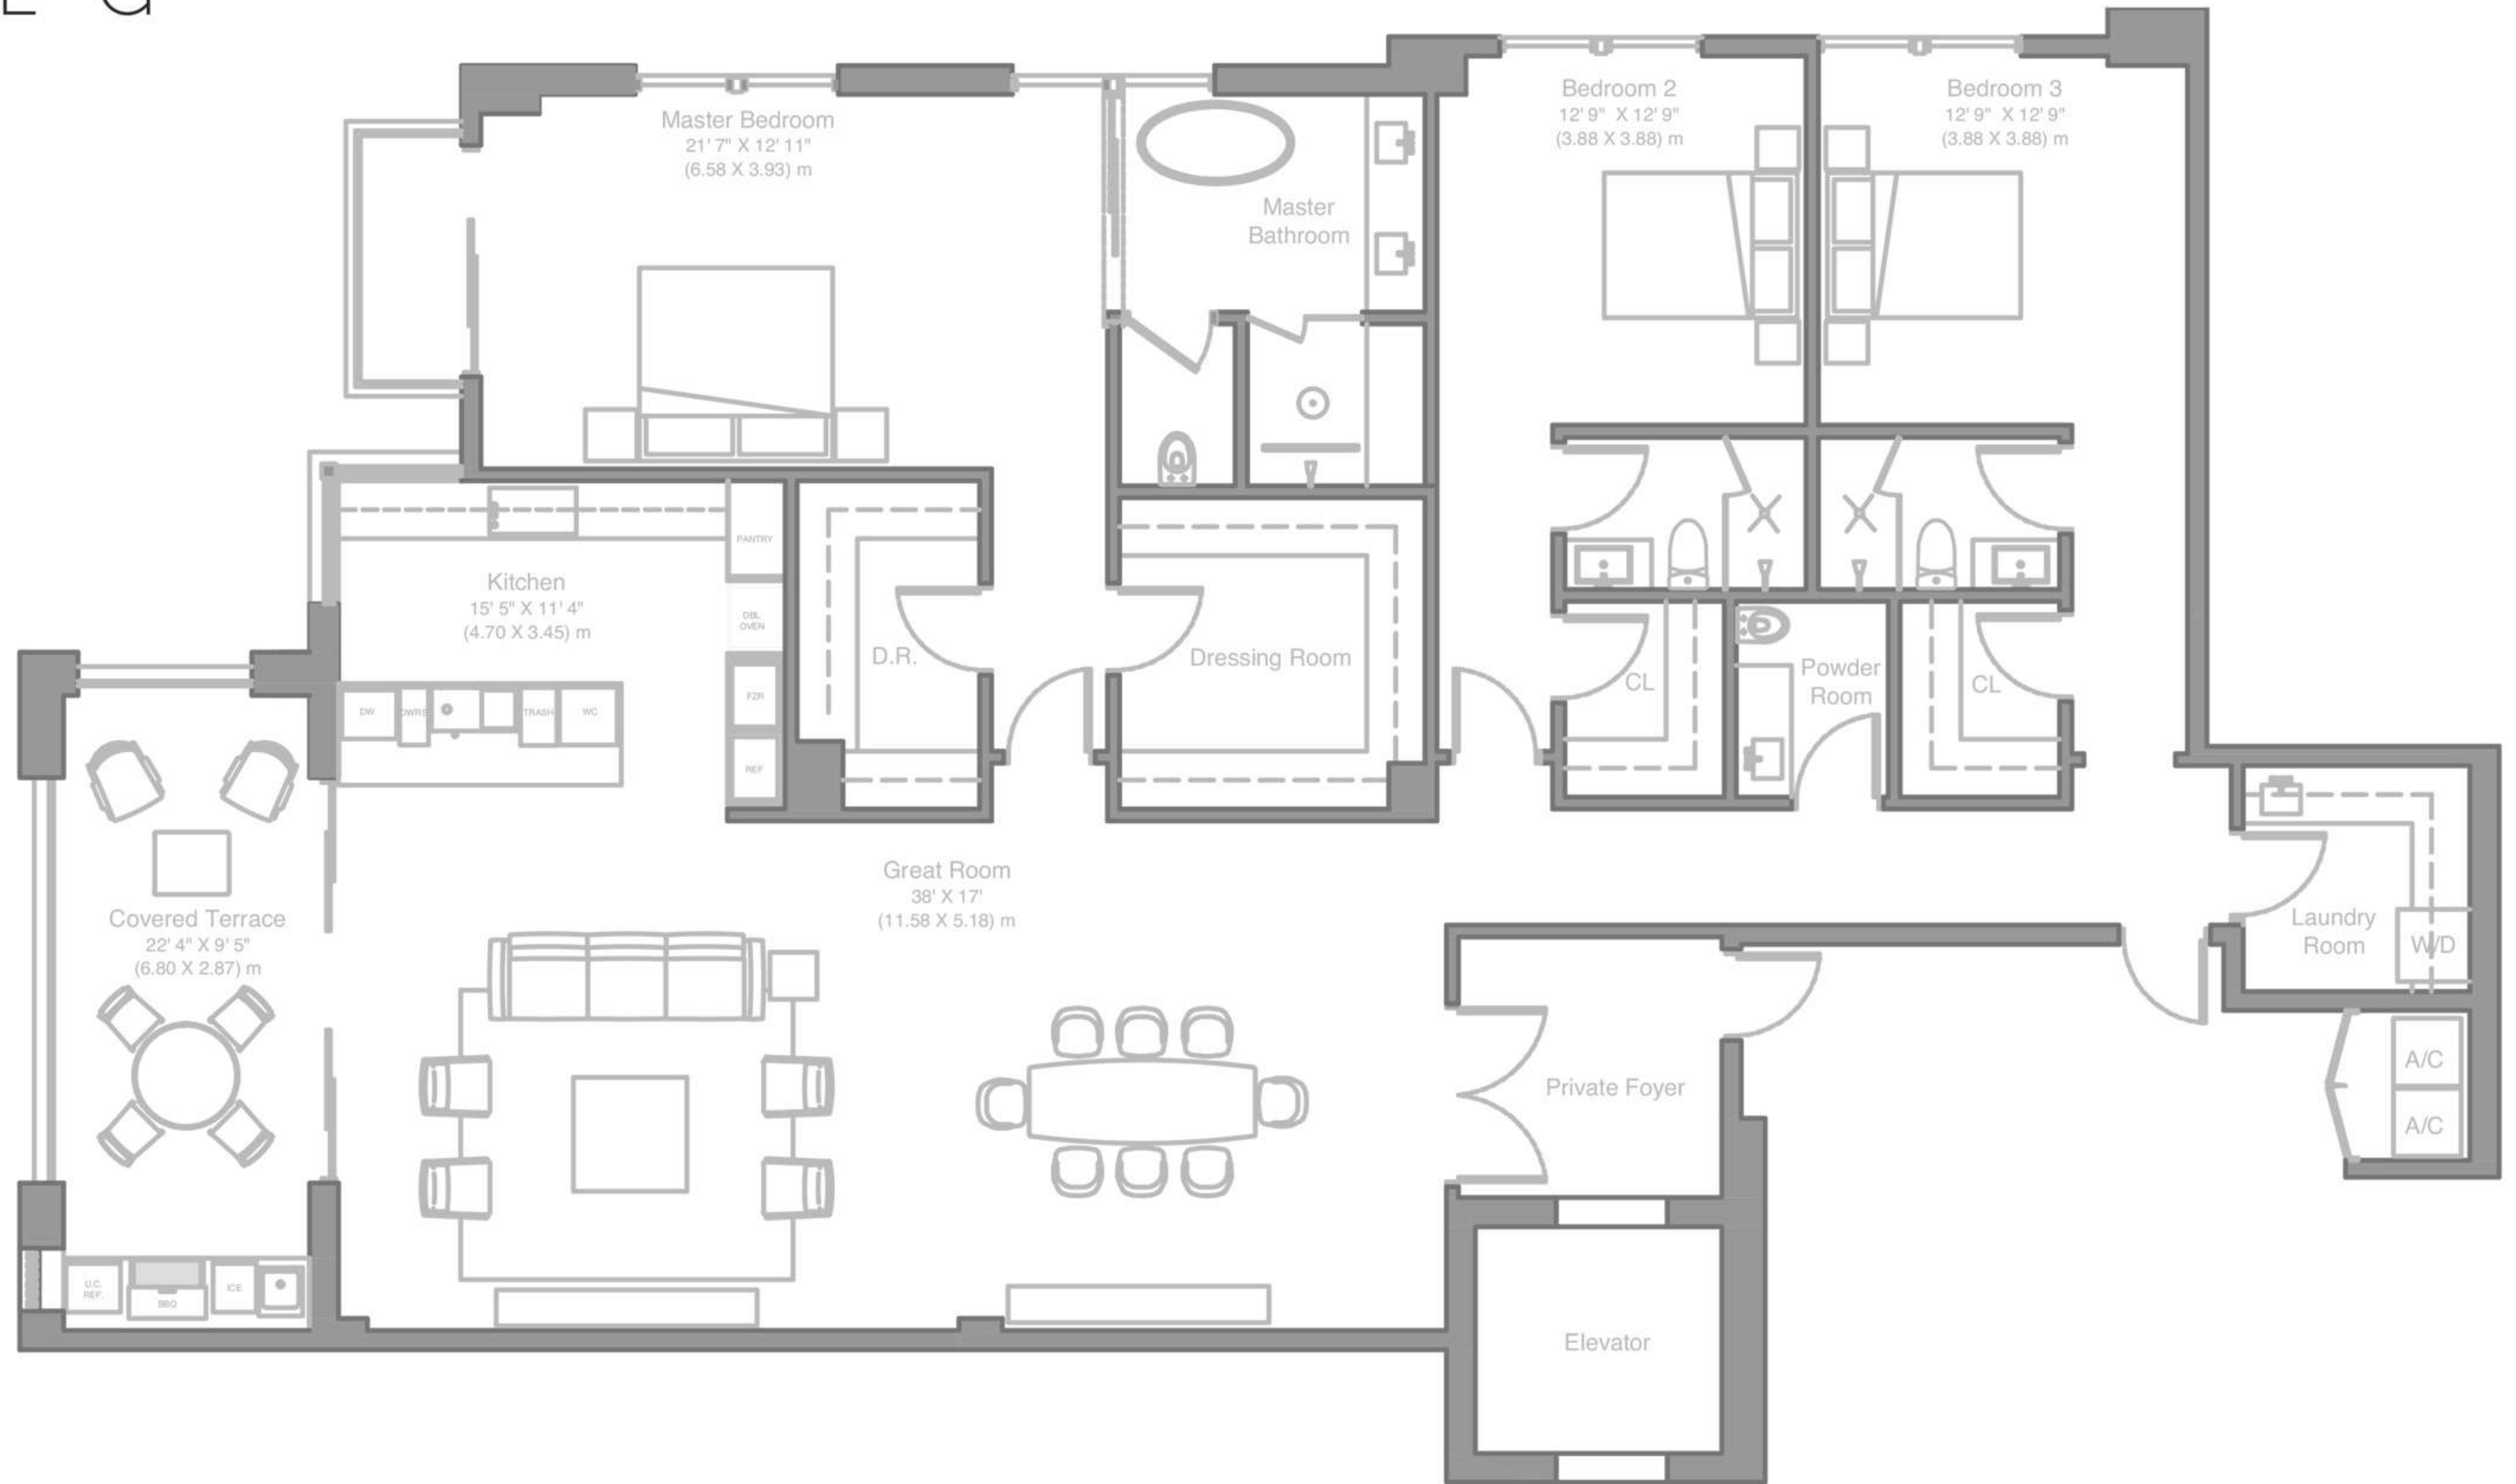 Master Bedroom
21' 7" X 12' 11"
(6.58 X 3.93) m
Master
Bathroom
Bedroom 2
12' 9" X 12' 9"
(3.88 X 3.88) m
Bedroom 3
12' 9" X 12' 9"
(3.88 X 3.88) m
Kitchen
15' 5" X 11' 4"
(4.70 X 3.45) m
PANTRY
DBL
OVEN
FZR
REF
DW
DWRS
TRASH
WC
D.R.
Dressing Room
CL
Powder
Room
CL
Great Room
38' X 17'
(11.58 X 5.18) m
Covered Terrace
22' 4" X 9' 5"
(6.80 X 2.87) m
Laundry
Room
W/D
A/C
A/C
Private Foyer
U.C.
REF.
BBQ
ICE
Elevator